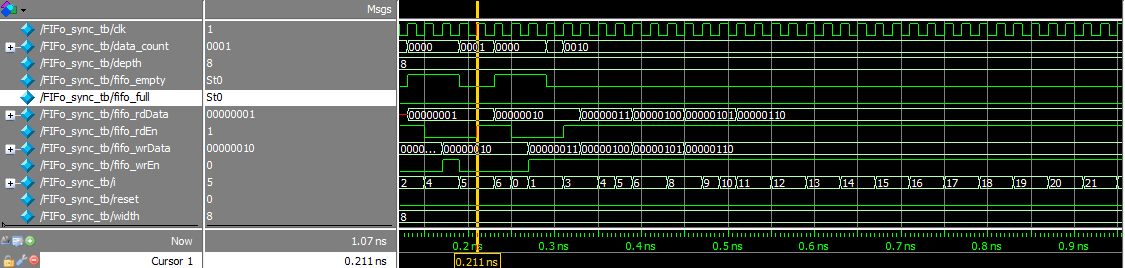 Msgs
/FIFo_sync_tb/clk 1
/FIFo_sync_tb/data_count 0001 0000 0001 0000 0010
/FIFo_sync_tb/depth 8 8
/FIFo_sync_tb/fifo_empty St0
/FIFo_sync_tb/fifo_full St0
/FIFo_sync_tb/fifo_rdData 00000001 00000001 00000010 00000011 00000100 00000101 00000110
/FIFo_sync_tb/fifo_rdEn 1
/FIFo_sync_tb/fifo_wrData 00000010 0000... 00000010 00000011 00000100 00000101 00000110
/FIFo_sync_tb/fifo_wrEn 0
/FIFo_sync_tb/i 5 2 4 5 6 0 1 3 4 5 6 8 9 10 11 12 14 15 16 17 18 19 20 21
/FIFo_sync_tb/reset 0
/FIFo_sync_tb/width 8 8
Now 1.07 ns 0.2 ns 0.3 ns 0.4 ns 0.5 ns 0.6 ns 0.7 ns 0.8 ns 0.9 ns
Cursor 1 0.211 ns 0.211 ns